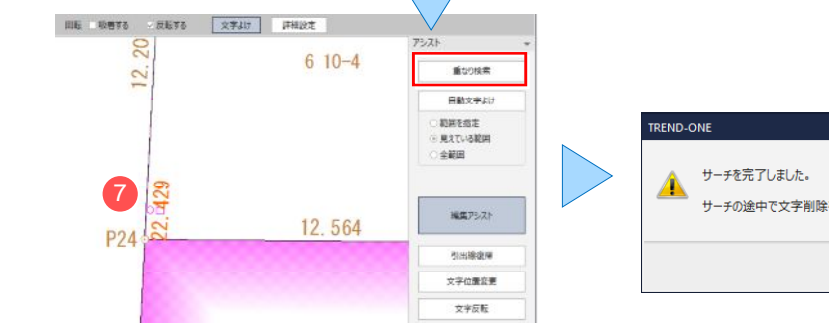 回転 吸着する 反転する 文字よけ 詳細設定
アシスト
重なり検索
自動文字よけ
範囲を指定
見えている範囲
全範囲
編集アシスト
引出線復帰
文字位置変更
文字反転
12.20
6 10-4
7
22.429
P24
12.564
TREND-ONE
サーチを完了しました。
サーチの途中で文字削除